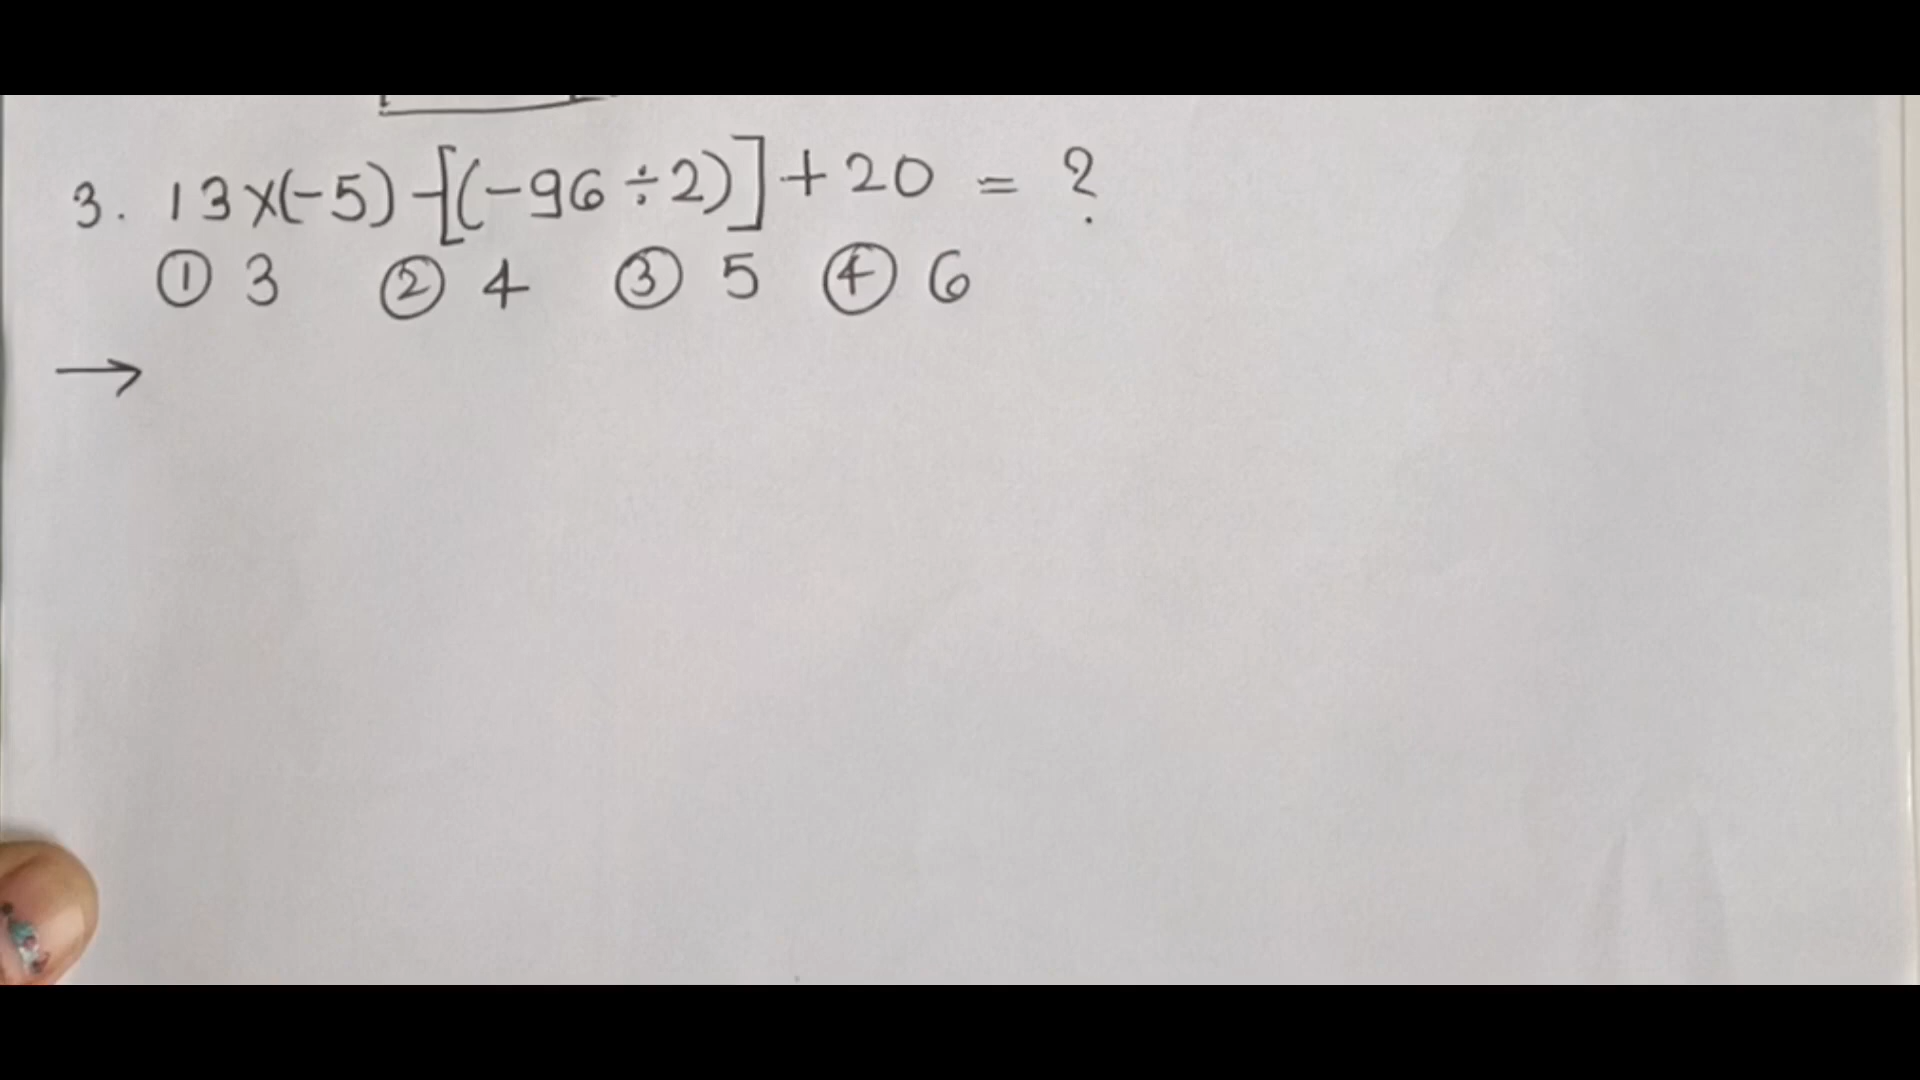 3. 13×(-5)-[(-96÷2)]+20 = ?
① 3 ② 4 ③ 5 ④ 6
→